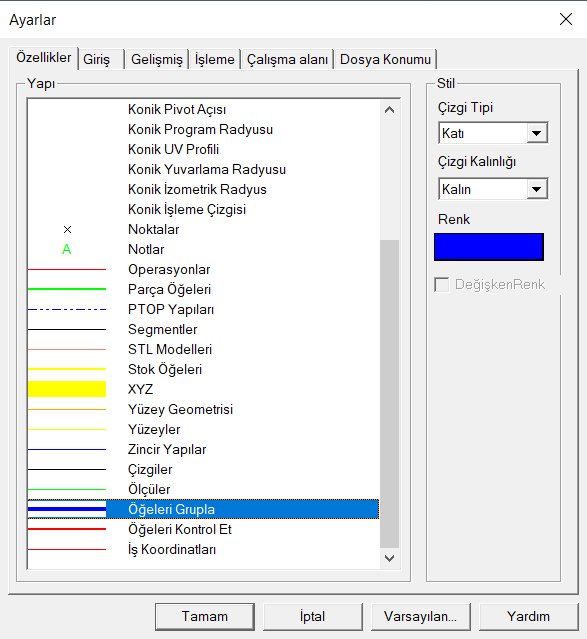 Ayarlar
Özellikler Giriş Gelişmiş İşleme Çalışma alanı Dosya Konumu
Yapı
Konik Pivot Açısı
Konik Program Radyusu
Konik UV Profili
Konik Yuvarlama Radyusu
Konik İzometrik Radyus
Konik İşleme Çizgisi
Noktalar
A Notlar
Operasyonlar
Parça Öğeleri
PTOP Yapıları
Segmentler
STL Modelleri
Stok Öğeleri
XYZ
Yüzey Geometrisi
Yüzeyler
Zincir Yapılar
Çizgiler
Ölçüler
Öğeleri Grupla
Öğeleri Kontrol Et
İş Koordinatları
Stil
Çizgi Tipi
Katı
Çizgi Kalınlığı
Kalın
Renk
DeğişkenRenk
Tamam İptal Varsayılan... Yardım